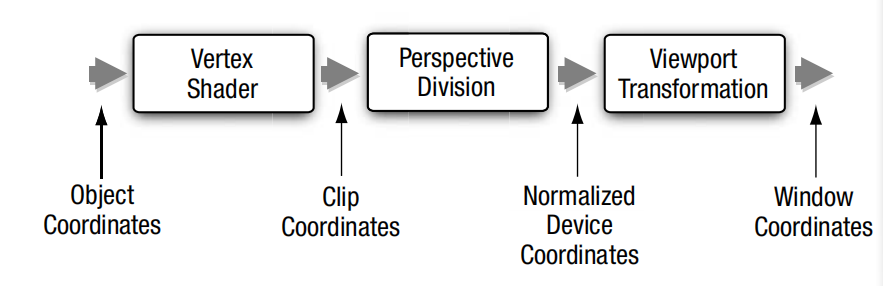 Vertex
Shader
Perspective
Division
Viewport
Transformation
Object
Coordinates
Clip
Coordinates
Normalized
Device
Coordinates
Window
Coordinates